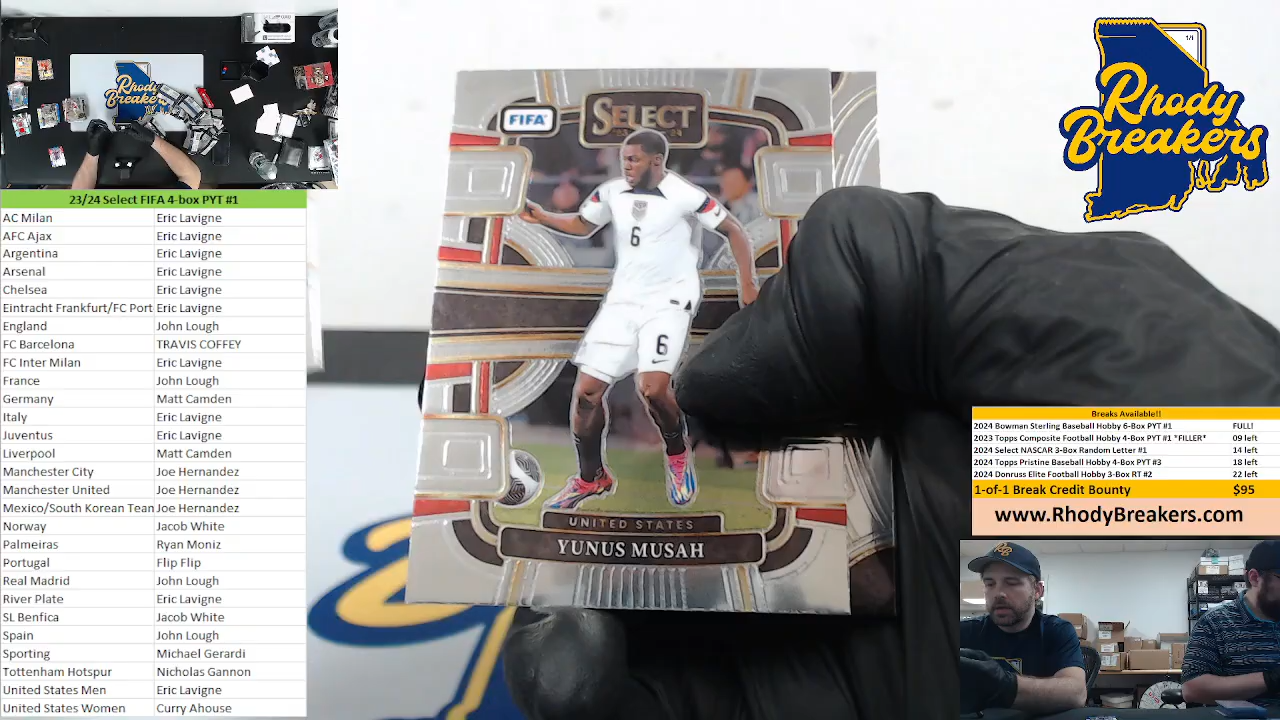 Rhody
Breakers
23/24 Select FIFA 4-box PYT #1
AC Milan Eric Lavigne
AFC Ajax Eric Lavigne
Argentina Eric Lavigne
Arsenal Eric Lavigne
Chelsea Eric Lavigne
Eintracht Frankfurt/FC Port Eric Lavigne
England John Lough
FC Barcelona TRAVIS COFFEY
FC Inter Milan Eric Lavigne
France John Lough
Germany Matt Camden
Italy Eric Lavigne
Juventus Eric Lavigne
Liverpool Matt Camden
Manchester City Joe Hernandez
Manchester United Joe Hernandez
Mexico/South Korean Tean Joe Hernandez
Norway Jacob White
Palmeiras Ryan Moniz
Portugal Flip Flip
Real Madrid John Lough
River Plate Eric Lavigne
SL Benfica Jacob White
Spain John Lough
Sporting Michael Gerardi
Tottenham Hotspur Nicholas Gannon
United States Men Eric Lavigne
United States Women Curry Ahouse
FIFA
SELECT
23 24
6
6
UNITED STATES
YUNUS MUSAH
1/1
Rhody
Breakers
Breaks Available!!
2024 Bowman Sterling Baseball Hobby 6-Box PYT #1 FULL!
2023 Topps Composite Football Hobby 4-Box PYT #1 *FILLER* 09 left
2024 Select NASCAR 3-Box Random Letter #1 14 left
2024 Topps Pristine Baseball Hobby 4-Box PYT #3 18 left
2024 Donruss Elite Football Hobby 3-Box RT #2 22 left
1-of-1 Break Credit Bounty $95
www.RhodyBreakers.com